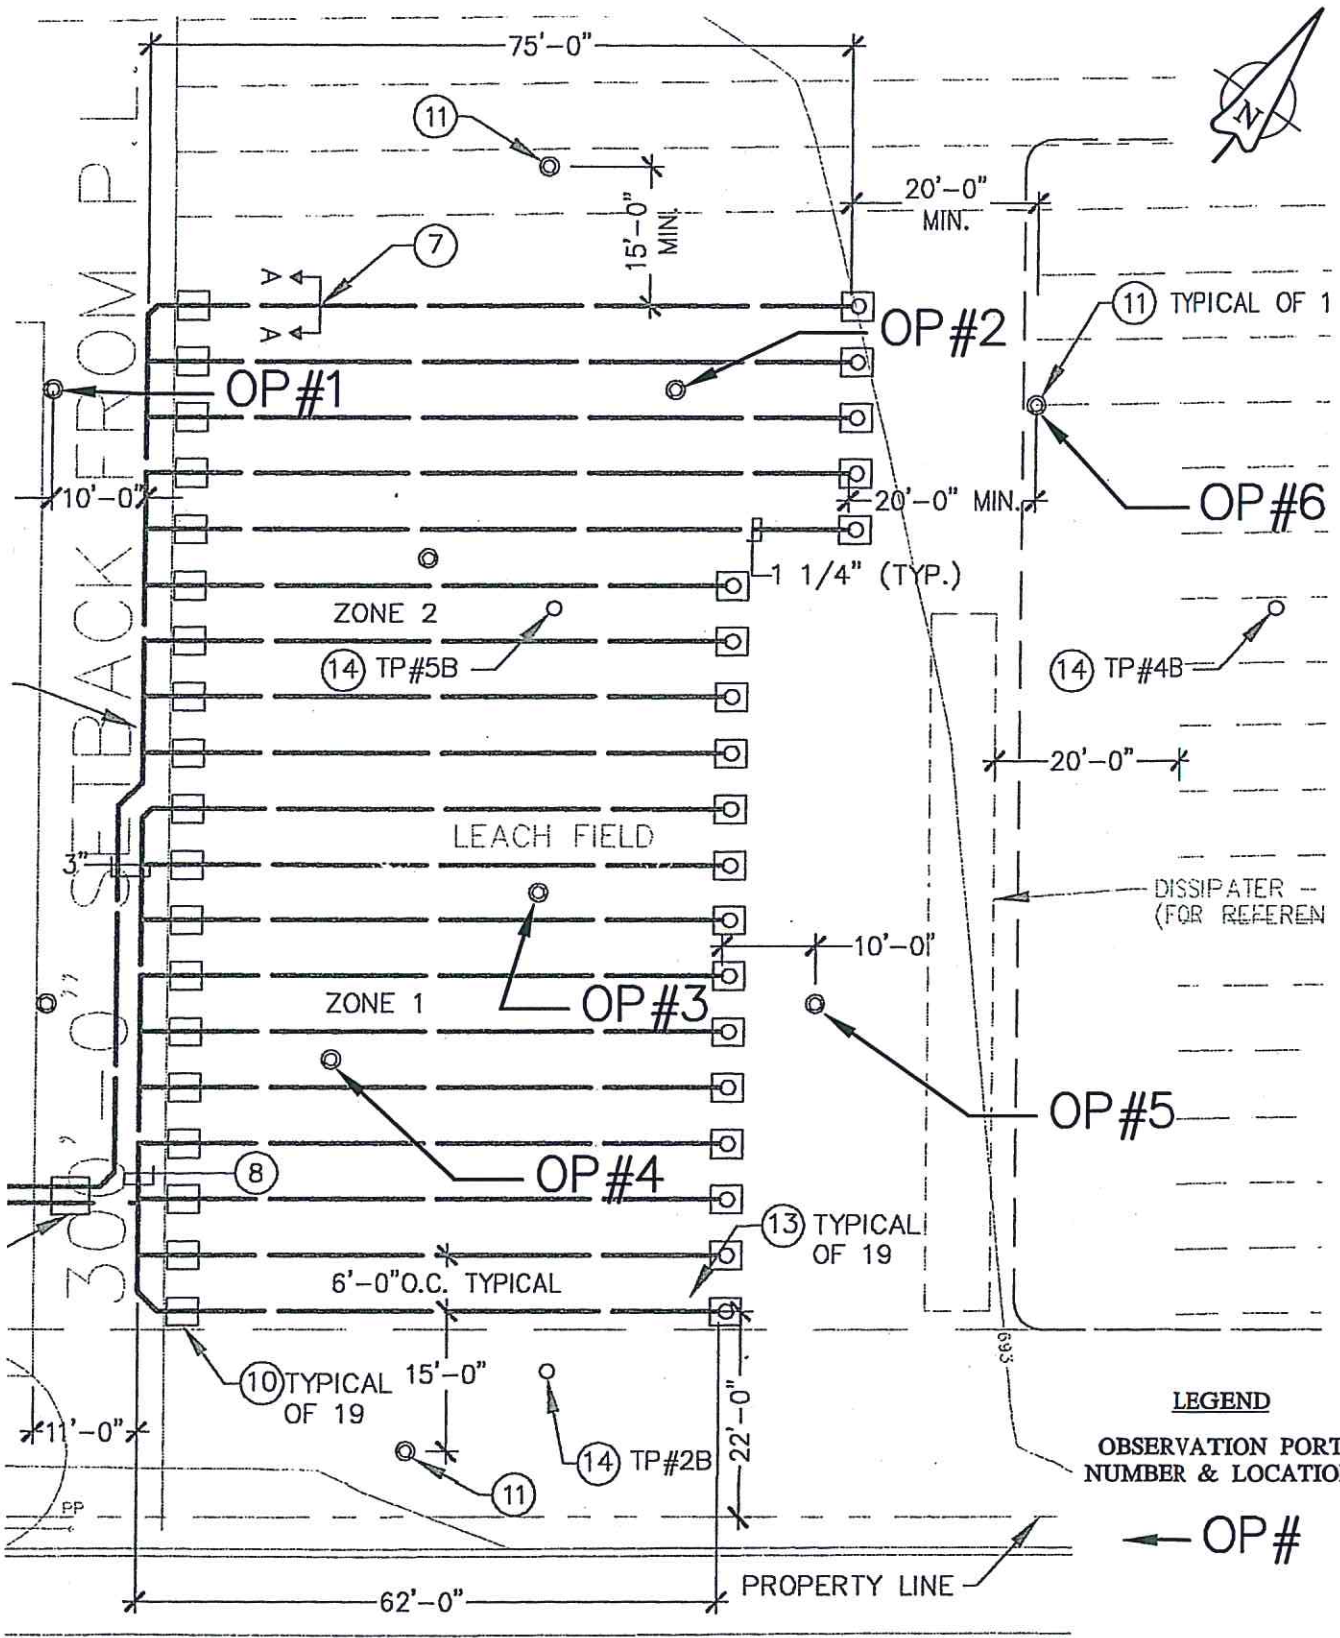 75'-0"
N
11
20'-0"
MIN.
15'-0"
MIN.
7
A
A
11 TYPICAL OF 1
OP#2
OP#1
30'-0" SETBACK FROM P.L.
10'-0"
20'-0" MIN.
OP#6
1 1/4" (TYP.)
ZONE 2
14 TP#5B
14 TP#4B
20'-0"
LEACH FIELD
3"
DISSIPATER -
(FOR REFEREN
10'-0"
ZONE 1
OP#3
OP#5
OP#4
8
13 TYPICAL
OF 19
6'-0"O.C. TYPICAL
693
10 TYPICAL
OF 19
15'-0"
22'-0"
11'-0"
14 TP#2B
11
PP
LEGEND
OBSERVATION PORT
NUMBER & LOCATIO
OP#
PROPERTY LINE
62'-0"